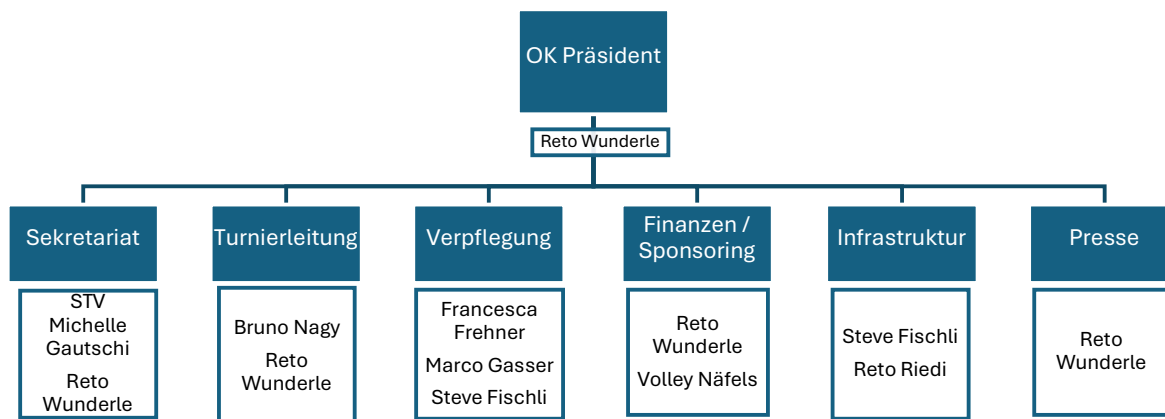 OK Präsident
Reto Wunderle
Sekretariat
STV
Michelle
Gautschi
Reto
Wunderle
Turnierleitung
Bruno Nagy
Reto
Wunderle
Verpflegung
Francesca
Frehner
Marco Gasser
Steve Fischli
Finanzen /
Sponsoring
Reto
Wunderle
Volley Näfels
Infrastruktur
Steve Fischli
Reto Riedi
Presse
Reto
Wunderle